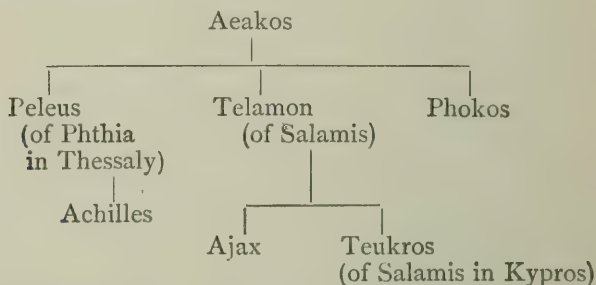 Aeakos
Peleus Telamon Phokos
(of Phthia (of Salamis)
in Thessaly)
Achilles
Ajax Teukros
(of Salamis in Kypros)